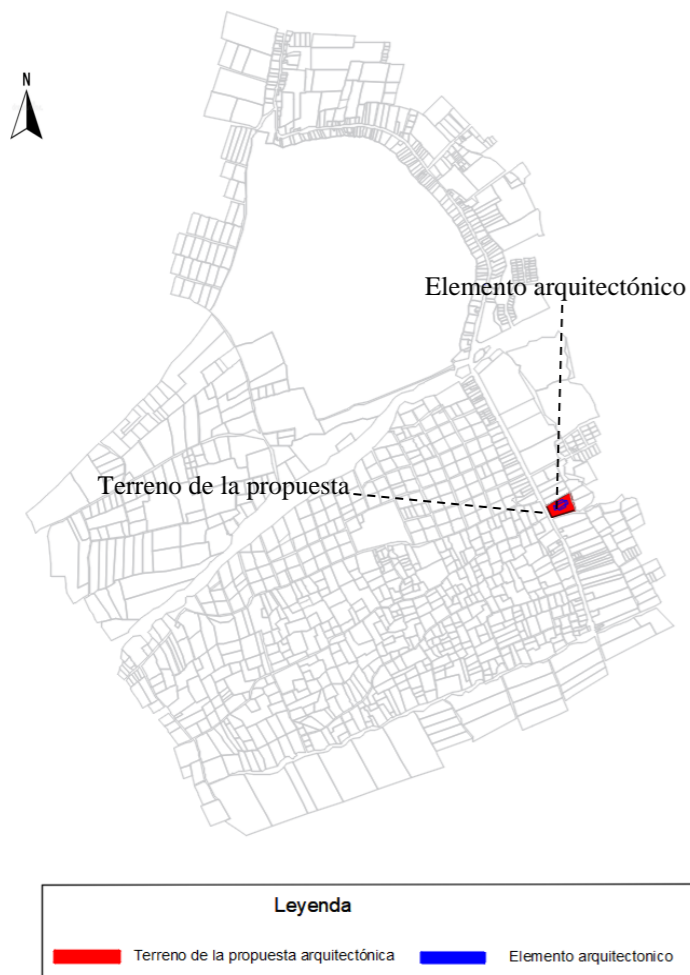 N
Elemento arquitectónico
Terreno de la propuesta
Leyenda
Terreno de la propuesta arquitectónica Elemento arquitectonico